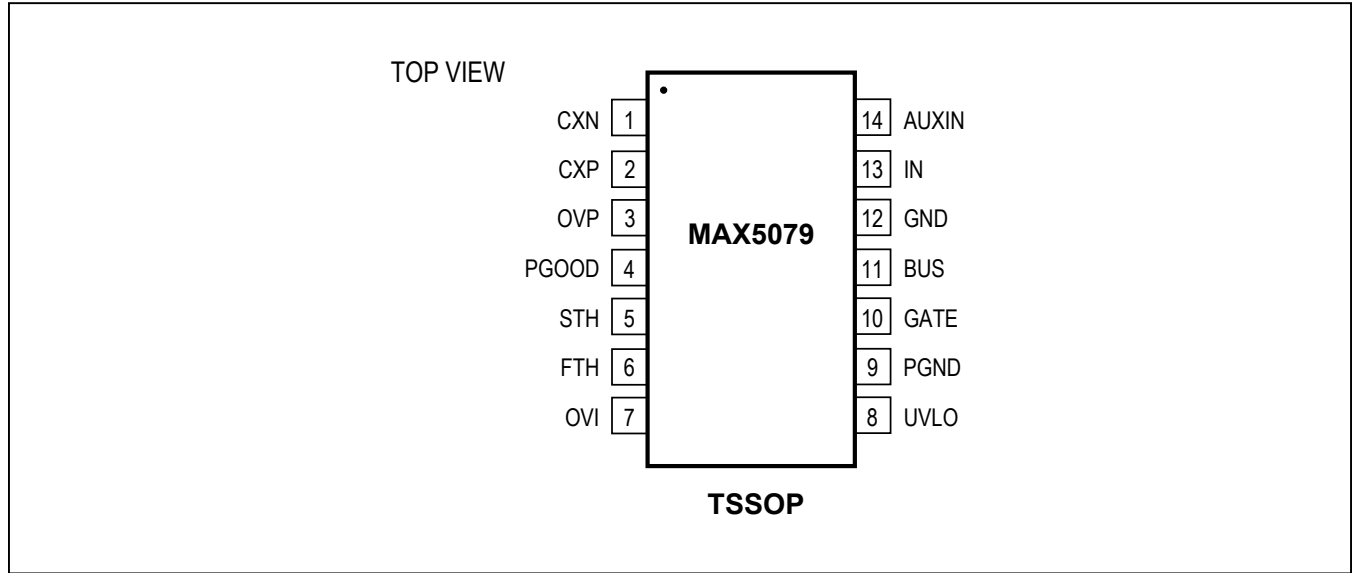 TOP VIEW
CXN 1
CXP 2
OVP 3
PGOOD 4
STH 5
FTH 6
OVI 7
MAX5079
14 AUXIN
13 IN
12 GND
11 BUS
10 GATE
9 PGND
8 UVLO
TSSOP